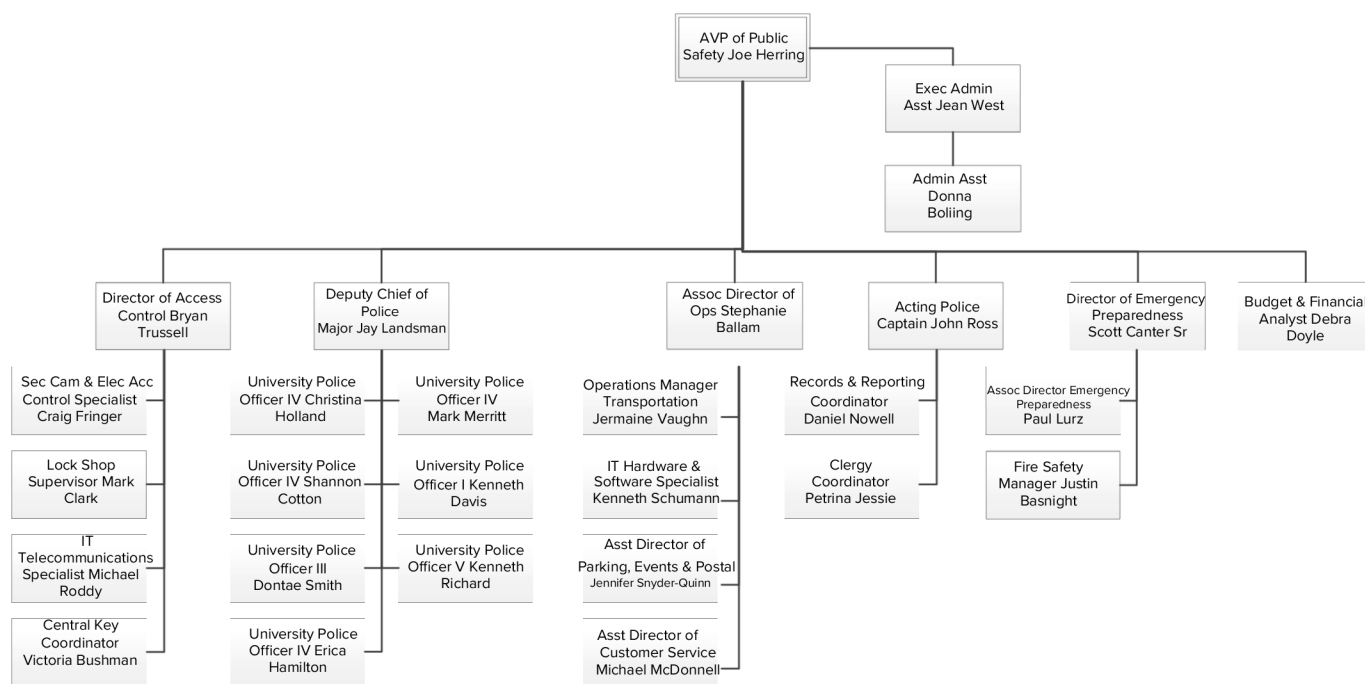 AVP of Public
Safety Joe Herring
Exec Admin
Asst Jean West
Admin Asst
Donna
Boliing
Director of Access
Control Bryan
Trussell
Deputy Chief of
Police
Major Jay Landsman
Assoc Director of
Ops Stephanie
Ballam
Acting Police
Captain John Ross
Director of Emergency
Preparedness
Scott Canter Sr
Budget & Financial
Analyst Debra
Doyle
Sec Cam & Elec Acc
Control Specialist
Craig Fringer
Lock Shop
Supervisor Mark
Clark
IT
Telecommunications
Specialist Michael
Roddy
Central Key
Coordinator
Victoria Bushman
University Police
Officer IV Christina
Holland
University Police
Officer IV
Mark Merritt
University Police
Officer IV Shannon
Cotton
University Police
Officer I Kenneth
Davis
University Police
Officer III
Dontae Smith
University Police
Officer V Kenneth
Richard
University Police
Officer IV Erica
Hamilton
Operations Manager
Transportation
Jermaine Vaughn
IT Hardware &
Software Specialist
Kenneth Schumann
Asst Director of
Parking, Events & Postal
Jennifer Snyder-Quinn
Asst Director of
Customer Service
Michael McDonnell
Records & Reporting
Coordinator
Daniel Nowell
Clergy
Coordinator
Petrina Jessie
Assoc Director Emergency
Preparedness
Paul Lurz
Fire Safety
Manager Justin
Basnight